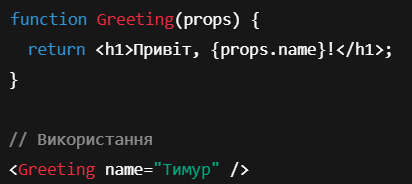 function Greeting(props) {
  return <h1>Привіт, {props.name}!</h1>;
}

// Використання
<Greeting name="Тимур" />